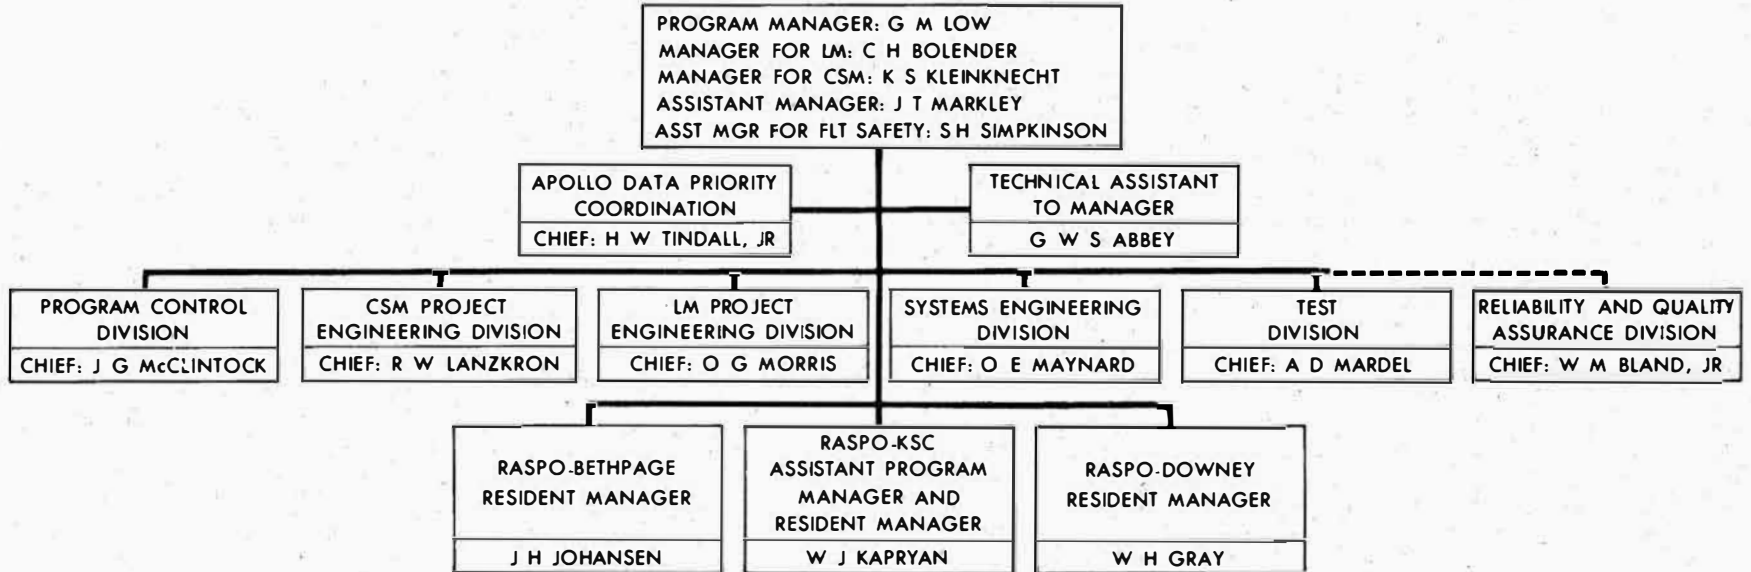 PROGRAM MANAGER: G M LOW
MANAGER FOR LM: C H BOLENDER
MANAGER FOR CSM: K S KLEINKNECHT
ASSISTANT MANAGER: J T MARKLEY
ASST MGR FOR FLT SAFETY: S H SIMPKINSON
APOLLO DATA PRIORITY
COORDINATION
CHIEF: H W TINDALL, JR
TECHNICAL ASSISTANT
TO MANAGER
G W S ABBEY
PROGRAM CONTROL
DIVISION
CHIEF: J G McCLINTOCK
CSM PROJECT
ENGINEERING DIVISION
CHIEF: R W LANZKRON
LM PROJECT
ENGINEERING DIVISION
CHIEF: O G MORRIS
SYSTEMS ENGINEERING
DIVISION
CHIEF: O E MAYNARD
TEST
DIVISION
CHIEF: A D MARDEL
RELIABILITY AND QUALITY
ASSURANCE DIVISION
CHIEF: W M BLAND, JR
RASPO-BETHPAGE
RESIDENT MANAGER
J H JOHANSEN
RASPO-KSC
ASSISTANT PROGRAM
MANAGER AND
RESIDENT MANAGER
W J KAPRYAN
RASPO-DOWNEY
RESIDENT MANAGER
W H GRAY